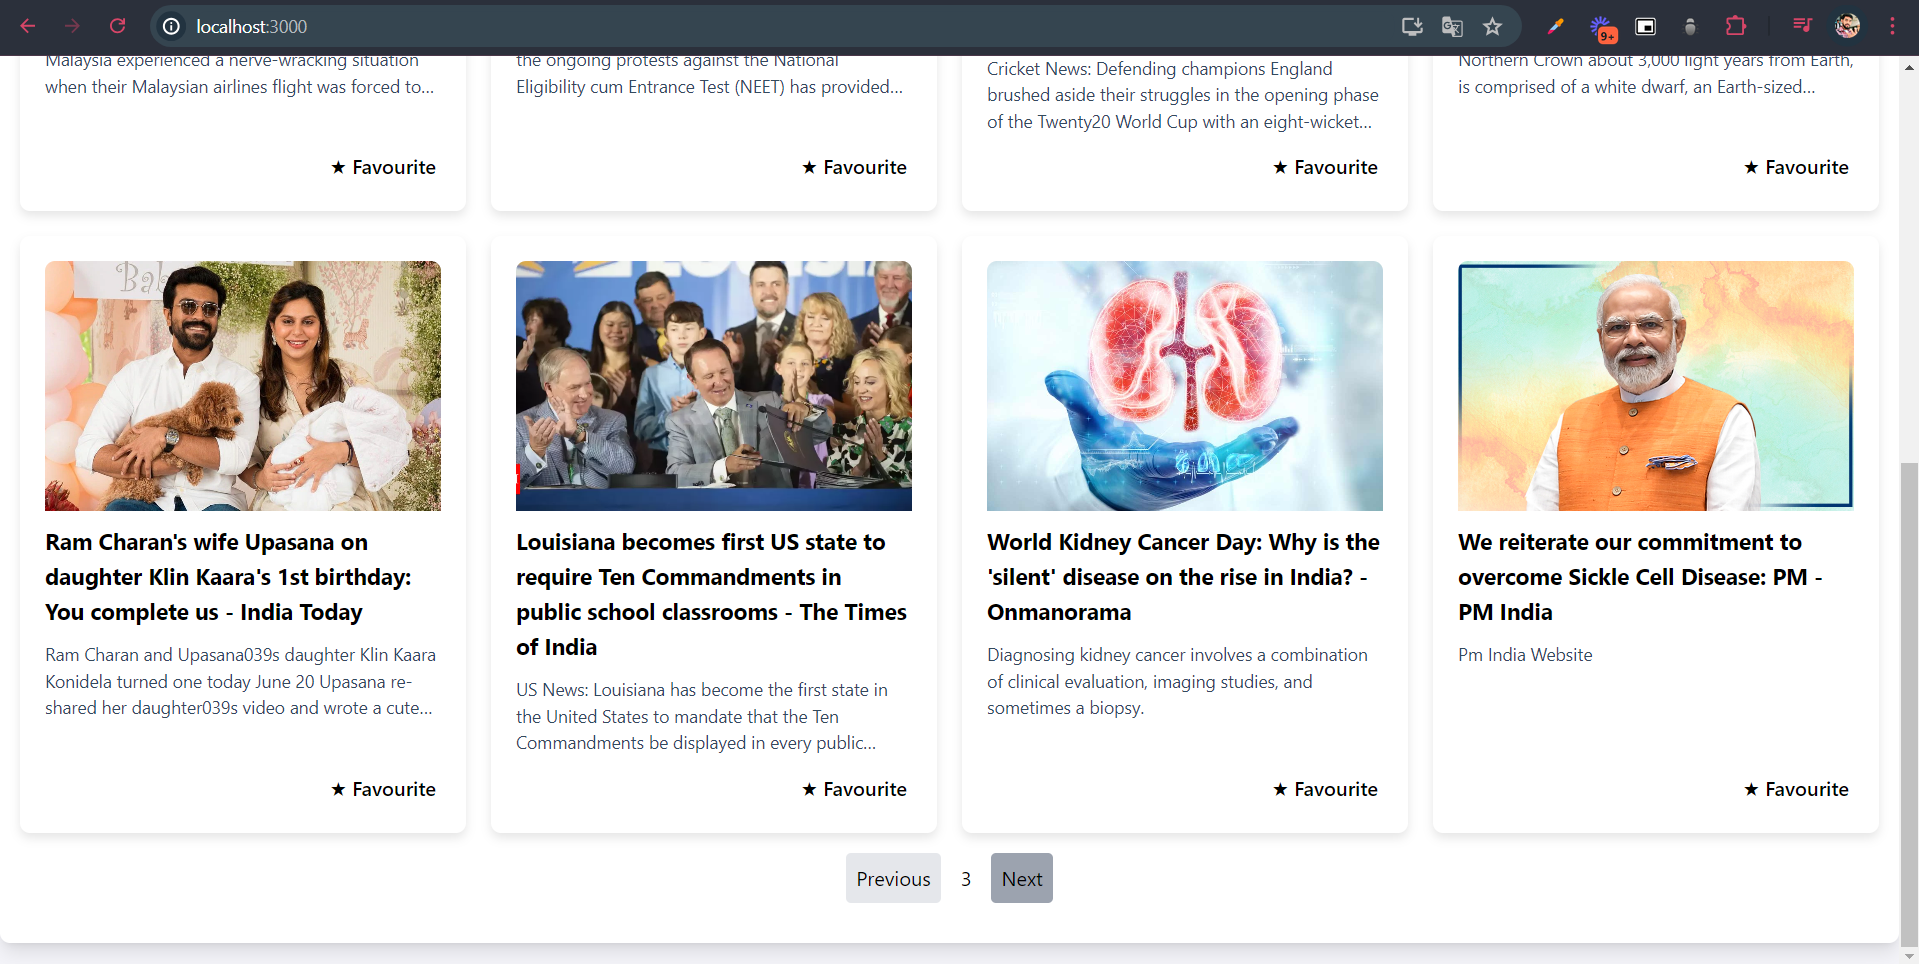 localhost:3000
9+
Malaysia experienced a nerve-wracking situation
when their Malaysian airlines flight was forced to...
the ongoing protests against the National
Eligibility cum Entrance Test (NEET) has provided...
Cricket News: Defending champions England
brushed aside their struggles in the opening phase
of the Twenty20 World Cup with an eight-wicket...
Northern Crown about 3,000 light years from Earth,
is comprised of a white dwarf, an Earth-sized...
★ Favourite
★ Favourite
★ Favourite
★ Favourite
Ram Charan's wife Upasana on
daughter Klin Kaara's 1st birthday:
You complete us - India Today
Ram Charan and Upasana039s daughter Klin Kaara
Konidela turned one today June 20 Upasana re-
shared her daughter039s video and wrote a cute...
★ Favourite
Louisiana becomes first US state to
require Ten Commandments in
public school classrooms - The Times
of India
US News: Louisiana has become the first state in
the United States to mandate that the Ten
Commandments be displayed in every public...
★ Favourite
World Kidney Cancer Day: Why is the
'silent' disease on the rise in India? -
Onmanorama
Diagnosing kidney cancer involves a combination
of clinical evaluation, imaging studies, and
sometimes a biopsy.
★ Favourite
We reiterate our commitment to
overcome Sickle Cell Disease: PM -
PM India
Pm India Website
★ Favourite
Previous
3
Next